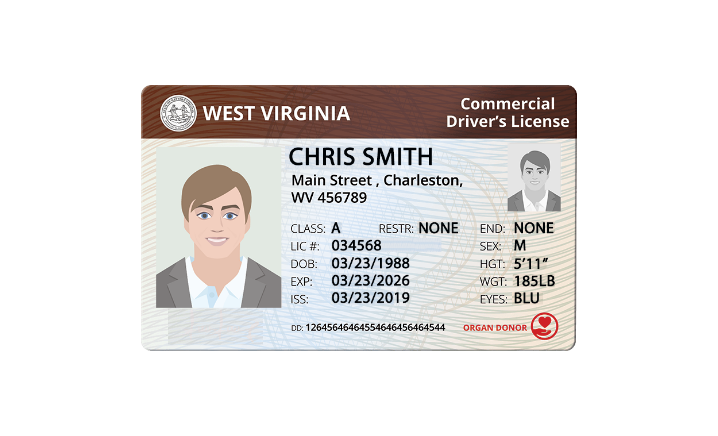 WEST VIRGINIA
Commercial
Driver's License
CHRIS SMITH
Main Street , Charleston,
WV 456789
CLASS: A RESTR: NONE END: NONE
LIC #: 034568 SEX: M
DOB: 03/23/1988 HGT: 5'11"
EXP: 03/23/2026 WGT: 185LB
ISS: 03/23/2019 EYES: BLU
DD: 12645646464554646456464544 ORGAN DONOR